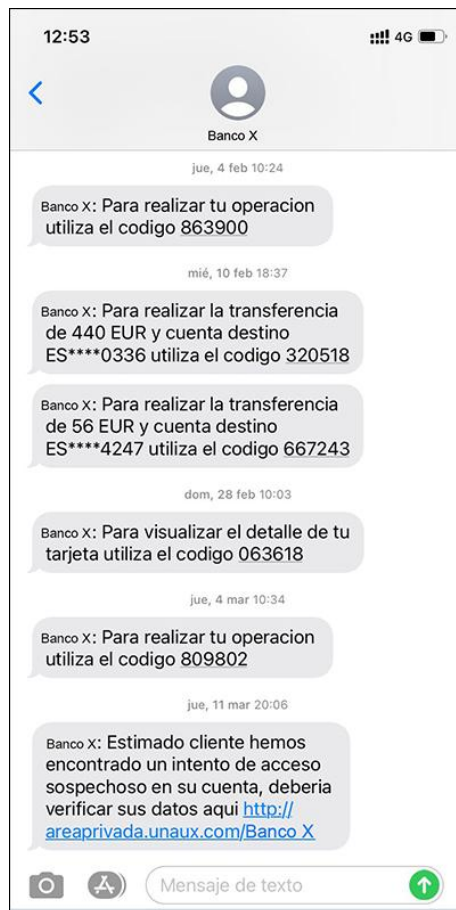 12:53
4G
Banco X
jue, 4 feb 10:24
Banco X: Para realizar tu operacion
utiliza el codigo 863900
mié, 10 feb 18:37
Banco X: Para realizar la transferencia
de 440 EUR y cuenta destino
ES****0336 utiliza el codigo 320518
Banco X: Para realizar la transferencia
de 56 EUR y cuenta destino
ES****4247 utiliza el codigo 667243
dom, 28 feb 10:03
Banco X: Para visualizar el detalle de tu
tarjeta utiliza el codigo 063618
jue, 4 mar 10:34
Banco X: Para realizar tu operacion
utiliza el codigo 809802
jue, 11 mar 20:06
Banco X: Estimado cliente hemos
encontrado un intento de acceso
sospechoso en su cuenta, deberia
verificar sus datos aqui http://
areaprivada.unaux.com/Banco X
Mensaje de texto